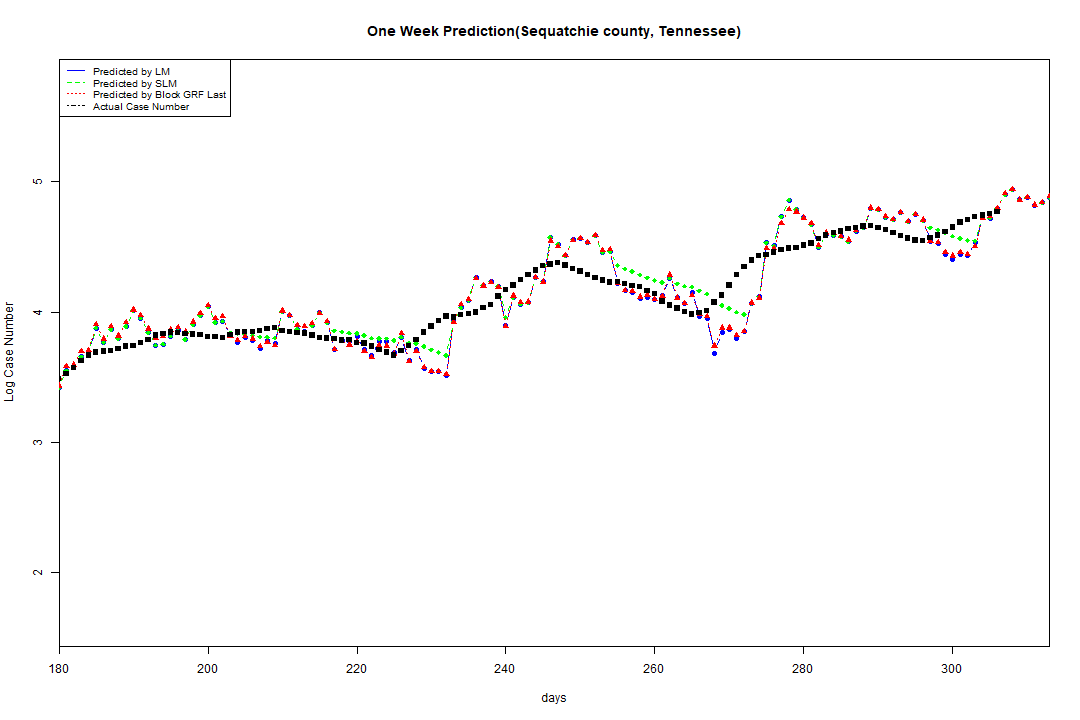 One Week Prediction(Sequatchie county, Tennessee)
Predicted by LM
Predicted by SLM
Predicted by Block GRF Last
Actual Case Number
5
4
3
2
Log Case Number
180 200 220 240 260 280 300
days